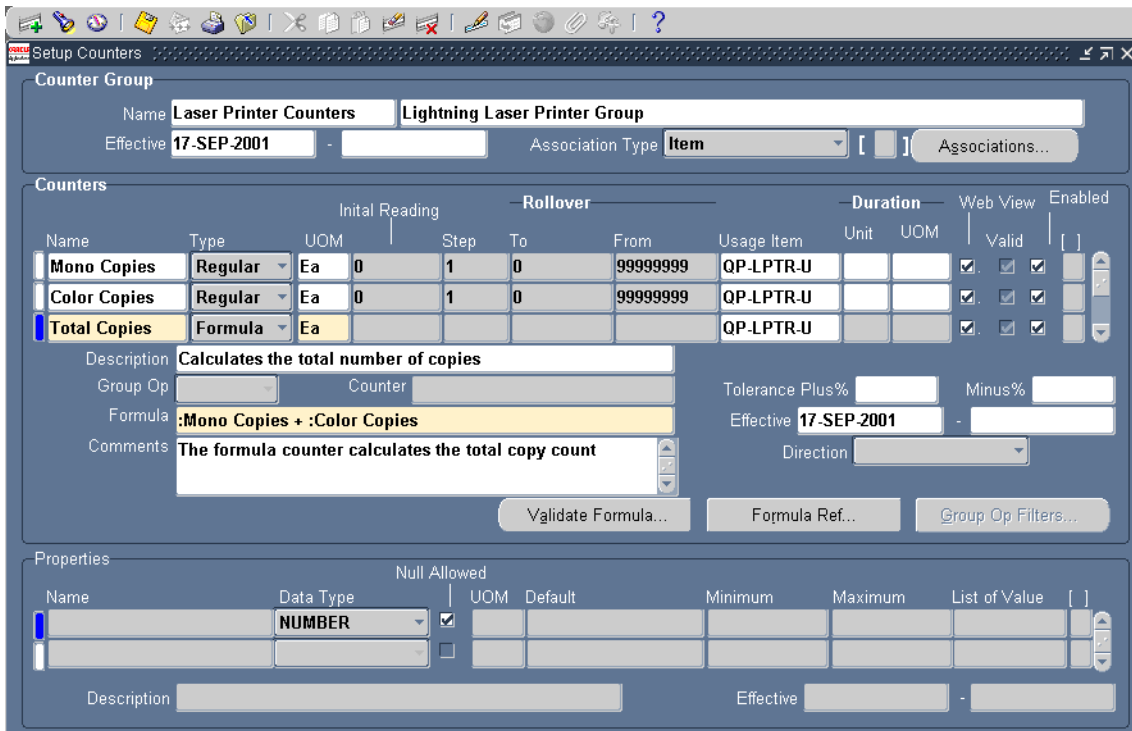 Setup Counters
Counter Group
Name Laser Printer Counters Lightning Laser Printer Group
Effective 17-SEP-2001 - Association Type Item [ ] Associations...
Counters
Inital Reading Rollover Duration Web View Enabled
Name Type UOM Step To From Usage Item Unit UOM Valid [ ]
Mono Copies Regular Ea 0 1 0 99999999 QP-LPTR-U
Color Copies Regular Ea 0 1 0 99999999 QP-LPTR-U
Total Copies Formula Ea QP-LPTR-U
Description Calculates the total number of copies
Group Op Counter Tolerance Plus% Minus%
Formula :Mono Copies + :Color Copies Effective 17-SEP-2001 -
Comments The formula counter calculates the total copy count Direction
Validate Formula... Formula Ref... Group Op Filters...
Properties
Null Allowed
Name Data Type UOM Default Minimum Maximum List of Value [ ]
NUMBER
Description Effective -